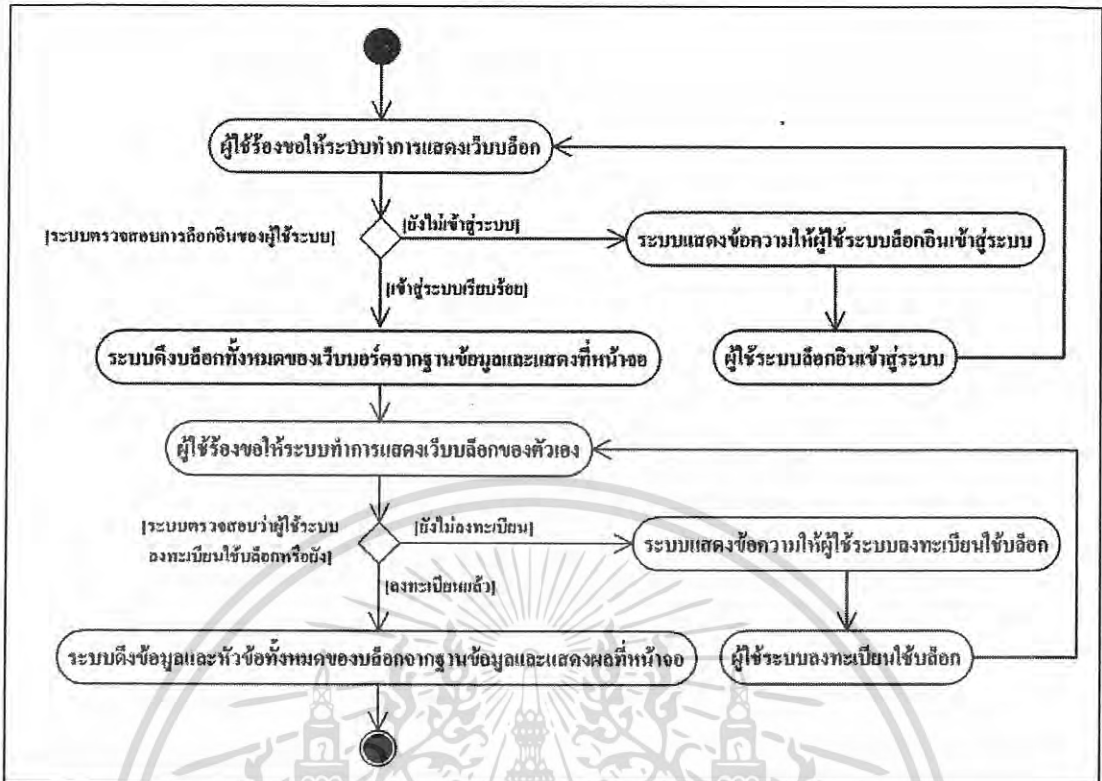 ผู้ใช้ร้องขอให้ระบบทำการแสดงเว็บบล็อก
[ระบบตรวจสอบการล็อกอินของผู้ใช้ระบบ]
[ยังไม่เข้าสู่ระบบ]
ระบบแสดงข้อความให้ผู้ใช้ระบบล็อกอินเข้าสู่ระบบ
[เข้าสู่ระบบเรียบร้อย]
ระบบดึงบล็อกทั้งหมดของเว็บบอร์ดจากฐานข้อมูลและแสดงที่หน้าจอ
ผู้ใช้ระบบล็อกอินเข้าสู่ระบบ
ผู้ใช้ร้องขอให้ระบบทำการแสดงเว็บบล็อกของตัวเอง
[ระบบตรวจสอบว่าผู้ใช้ระบบ
ลงทะเบียนใช้บล็อกหรือยัง]
[ยังไม่ลงทะเบียน]
ระบบแสดงข้อความให้ผู้ใช้ระบบลงทะเบียนใช้บล็อก
[ลงทะเบียนแล้ว]
ระบบดึงข้อมูลและหัวข้อทั้งหมดของบล็อกจากฐานข้อมูลและแสดงผลที่หน้าจอ
ผู้ใช้ระบบลงทะเบียนใช้บล็อก